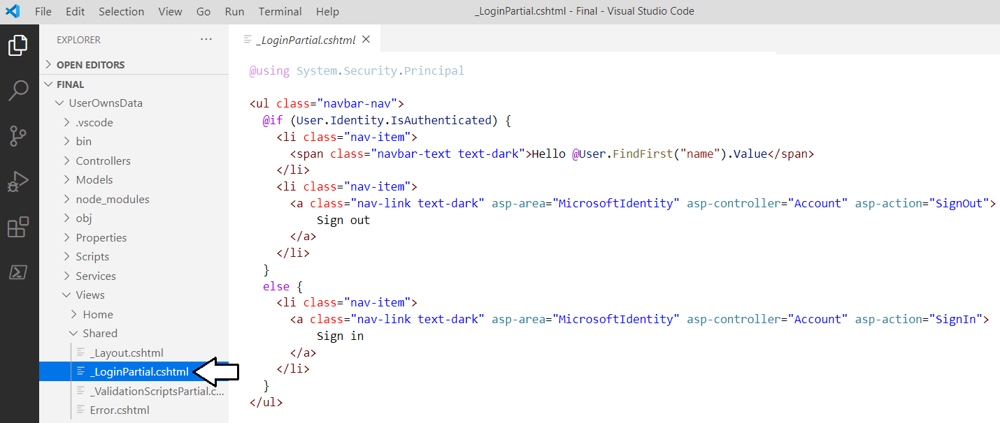 File Edit Selection View Go Run Terminal Help
_LoginPartial.cshtml - Final - Visual Studio Code
EXPLORER
OPEN EDITORS
FINAL
UserOwnsData
.vscode
bin
Controllers
Models
node_modules
obj
Properties
Scripts
Services
Views
Home
Shared
_Layout.cshtml
_LoginPartial.cshtml
_ValidationScriptsPartial.c...
Error.cshtml
_LoginPartial.cshtml
@using System.Security.Principal
<ul class="navbar-nav">
@if (User.Identity.IsAuthenticated) {
<li class="nav-item">
<span class="navbar-text text-dark">Hello @User.FindFirst("name").Value</span>
</li>
<li class="nav-item">
<a class="nav-link text-dark" asp-area="MicrosoftIdentity" asp-controller="Account" asp-action="SignOut">
Sign out
</a>
</li>
}
else {
<li class="nav-item">
<a class="nav-link text-dark" asp-area="MicrosoftIdentity" asp-controller="Account" asp-action="SignIn">
Sign in
</a>
</li>
}
</ul>